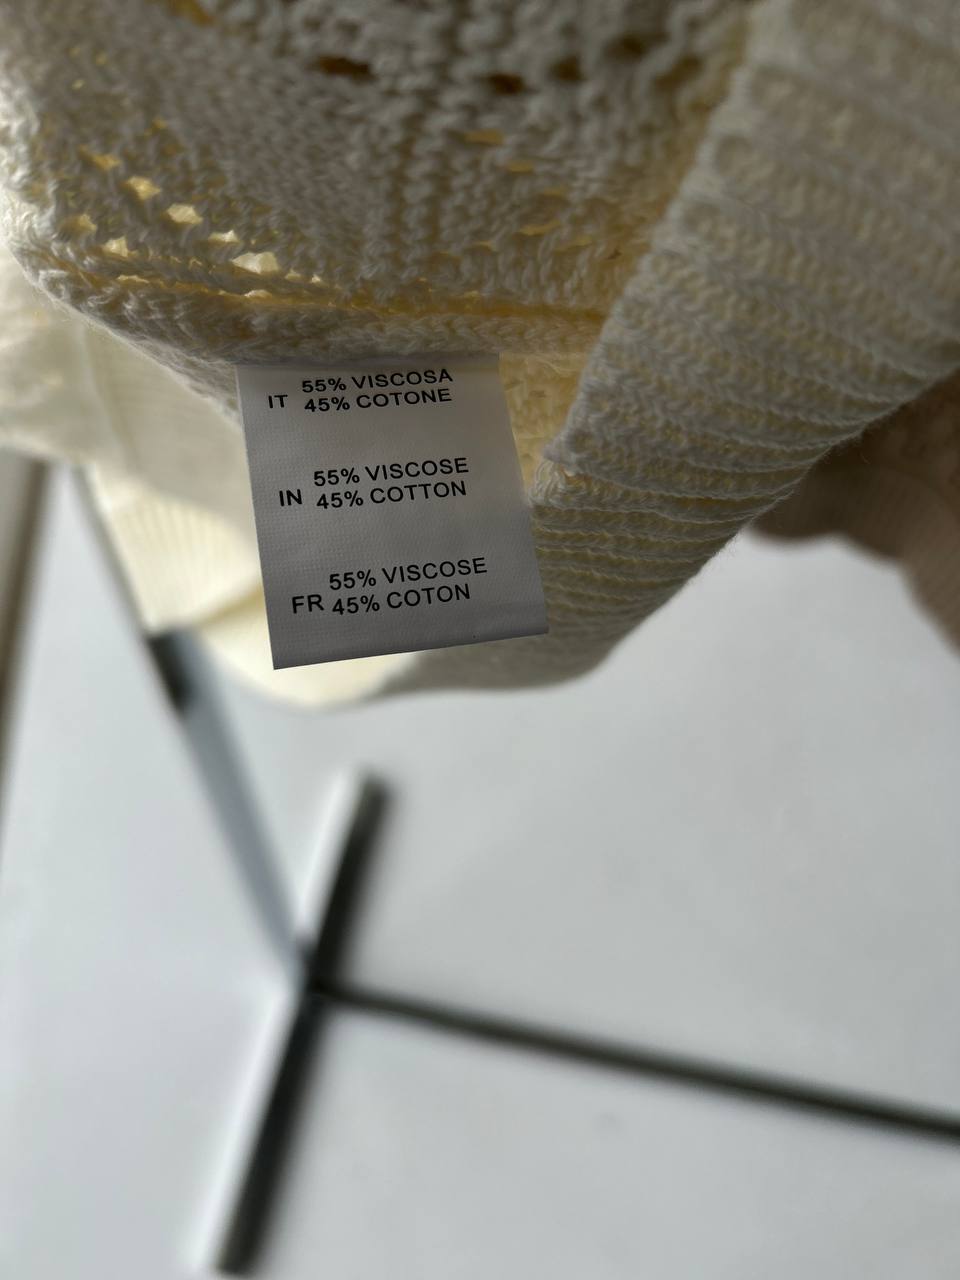 IT 55% VISCOSA
45% COTONE
IN 55% VISCOSE
45% COTTON
FR 55% VISCOSE
45% COTON